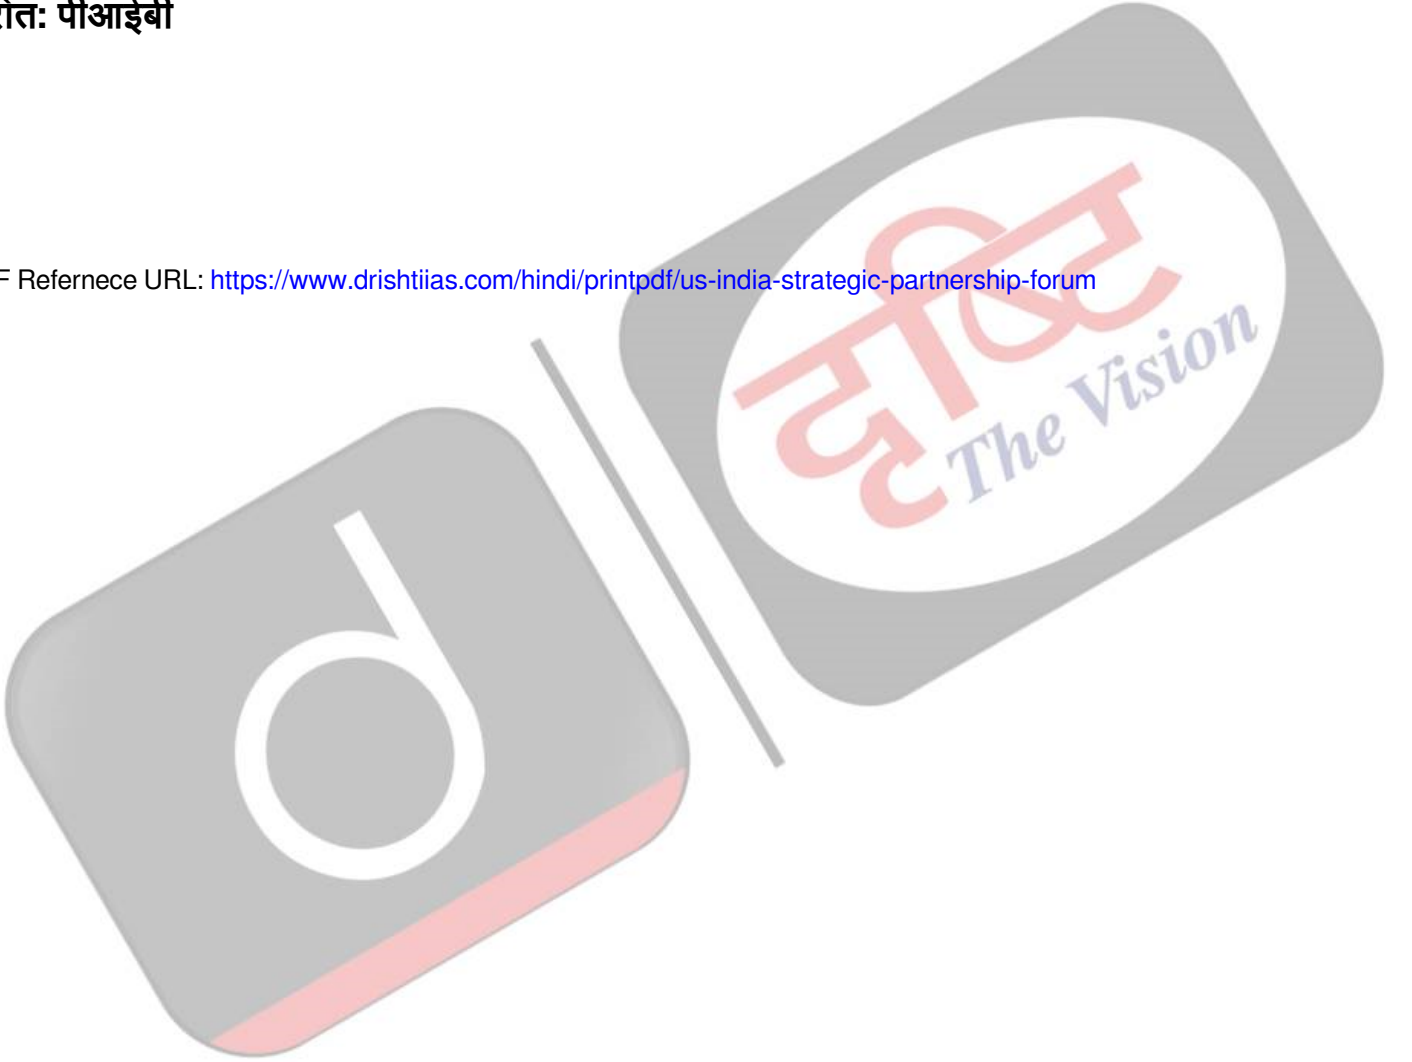 पीआईबी
Refernece URL: https://www.drishtiias.com/hindi/printpdf/us-india-strategic-partnership-forum
दृष्टि
The Vision
d